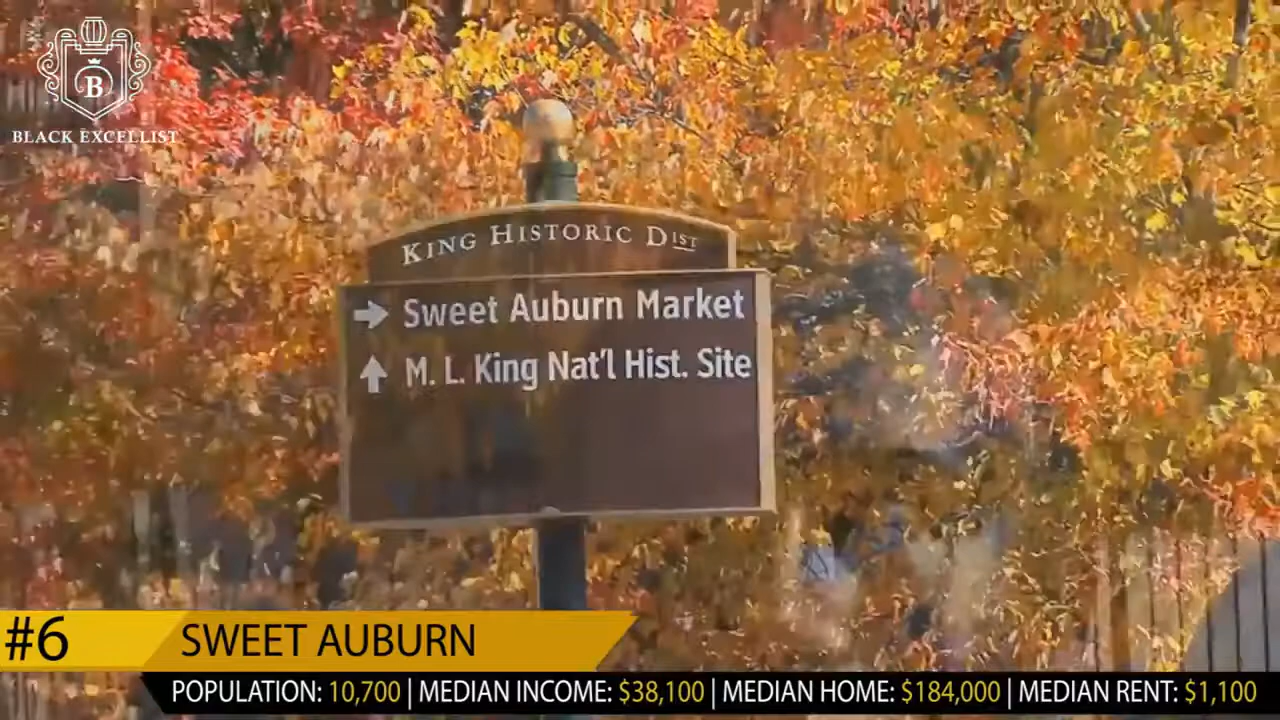 B
BLACK EXCELLIST
KING HISTORIC DIST
Sweet Auburn Market
M. L. King Nat'l Hist. Site
#6 SWEET AUBURN
POPULATION: 10,700 | MEDIAN INCOME: $38,100 | MEDIAN HOME: $184,000 | MEDIAN RENT: $1,100